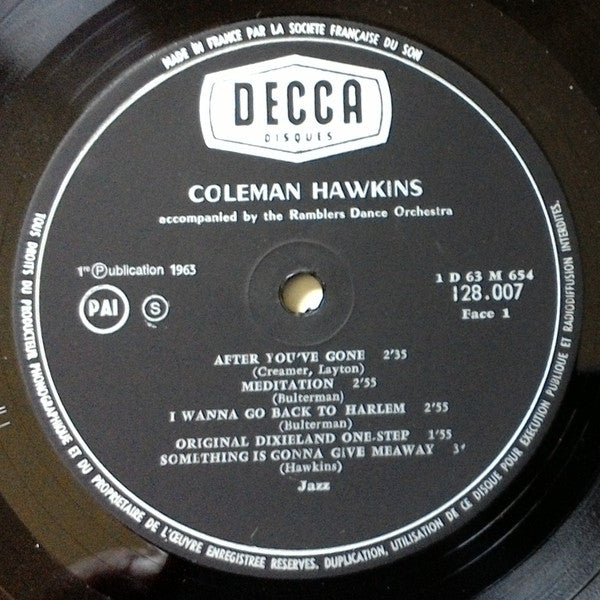 MADE IN FRANCE PAR LA SOCIETE FRANÇAISE DU SON
DECCA
DISQUES
COLEMAN HAWKINS
accompanied by the Ramblers Dance Orchestra
1re Ⓟublication 1963
1 D 63 M 654
128.007
Face 1
PAI
S
AFTER YOU'VE GONE 2'35
(Creamer, Layton)
MEDITATION 2'55
(Bulterman)
I WANNA GO BACK TO HARLEM 2'55
(Bulterman)
ORIGINAL DIXIELAND ONE-STEP 1'55
SOMETHING IS GONNA GIVE MEAWAY 3'
(Hawkins)
Jazz
TOUS DROITS DU PRODUCTEUR PHONOGRAPHIQUE ET DU PROPRIETAIRE DE L'ŒUVRE ENREGISTREE RESERVES. DUPLICATION, UTILISATION DE CE DISQUE POUR EXECUTION PUBLIQUE ET RADIODIFFUSION INTERDITES.